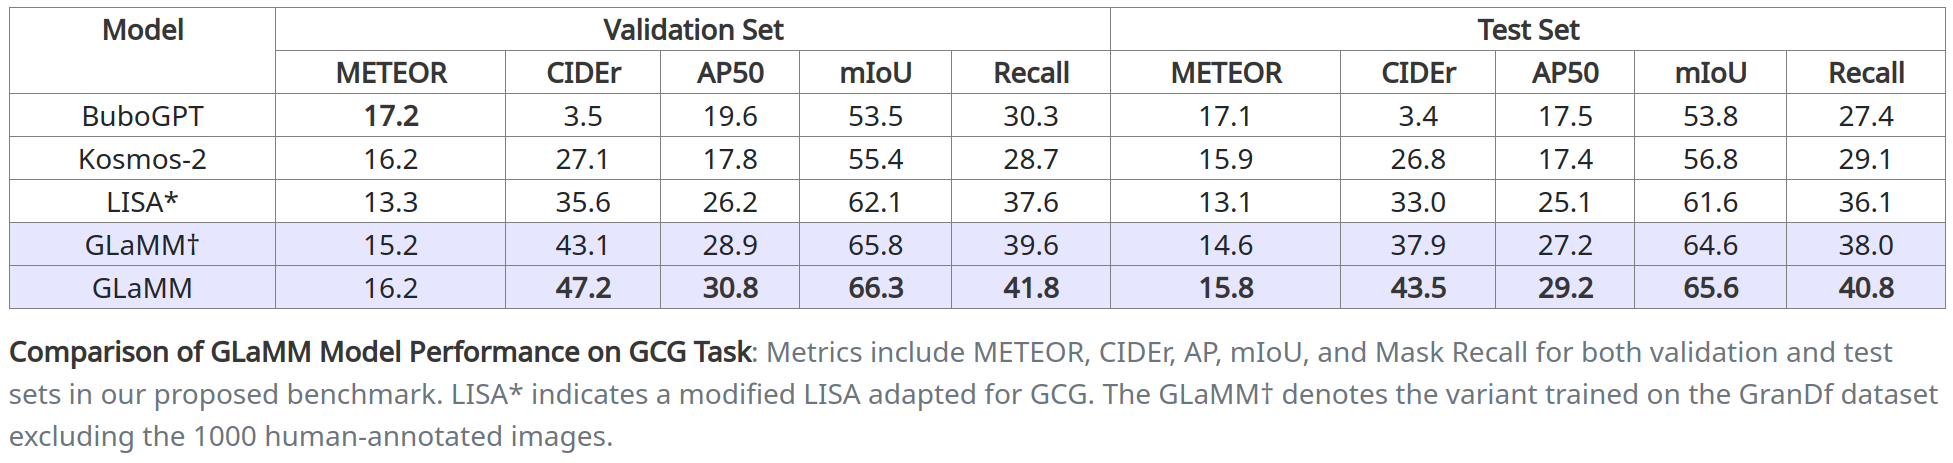 Model Validation Set Test Set
METEOR CIDEr AP50 mIoU Recall METEOR CIDEr AP50 mIoU Recall
BuboGPT 17.2 3.5 19.6 53.5 30.3 17.1 3.4 17.5 53.8 27.4
Kosmos-2 16.2 27.1 17.8 55.4 28.7 15.9 26.8 17.4 56.8 29.1
LISA* 13.3 35.6 26.2 62.1 37.6 13.1 33.0 25.1 61.6 36.1
GLaMM† 15.2 43.1 28.9 65.8 39.6 14.6 37.9 27.2 64.6 38.0
GLaMM 16.2 47.2 30.8 66.3 41.8 15.8 43.5 29.2 65.6 40.8
Comparison of GLaMM Model Performance on GCG Task: Metrics include METEOR, CIDEr, AP, mIoU, and Mask Recall for both validation and test
sets in our proposed benchmark. LISA* indicates a modified LISA adapted for GCG. The GLaMM† denotes the variant trained on the GranDf dataset
excluding the 1000 human-annotated images.